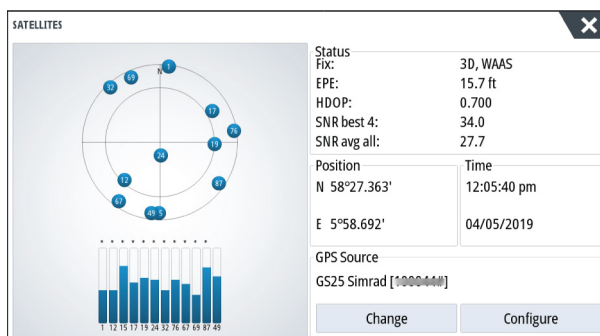 SATELLITES
N
1
69
32
17
76
19
24
12
87
67
49 5
1 12 15 17 19 24 32 76 67 69 87 49
Status
Fix: 3D, WAAS
EPE: 15.7 ft
HDOP: 0.700
SNR best 4: 34.0
SNR avg all: 27.7
Position
N 58°27.363'
E 5°58.692'
Time
12:05:40 pm
04/05/2019
GPS Source
GS25 Simrad [
Change
Configure